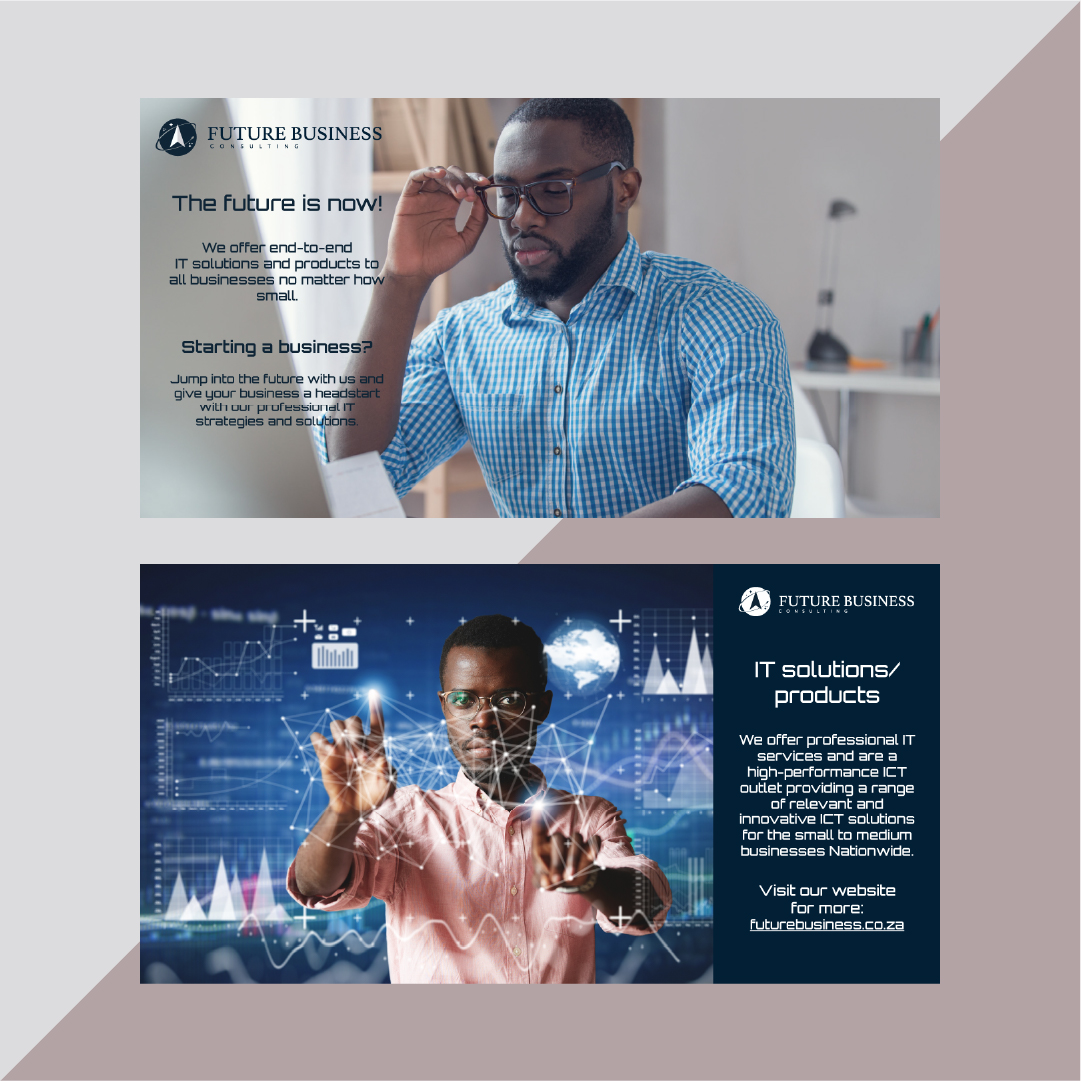 FUTURE BUSINESS
CONSULTING
The future is now!
We offer end-to-end
IT solutions and products to
all businesses no matter how
small.
Starting a business?
Jump into the future with us and
give your business a headstart
with our professional IT
strategies and solutions.
FUTURE BUSINESS
CONSULTING
IT solutions/
products
We offer professional IT
services and are a
high-performance ICT
outlet providing a range
of relevant and
innovative ICT solutions
for the small to medium
businesses Nationwide.
Visit our website
for more:
futurebusiness.co.za